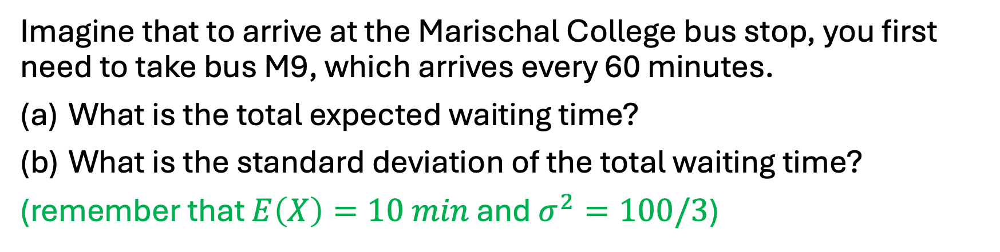 Imagine that to arrive at the Marischal College bus stop, you first
need to take bus M9, which arrives every 60 minutes.
(a) What is the total expected waiting time?
(b) What is the standard deviation of the total waiting time?
(remember that E(X) = 10 min and σ² = 100/3)